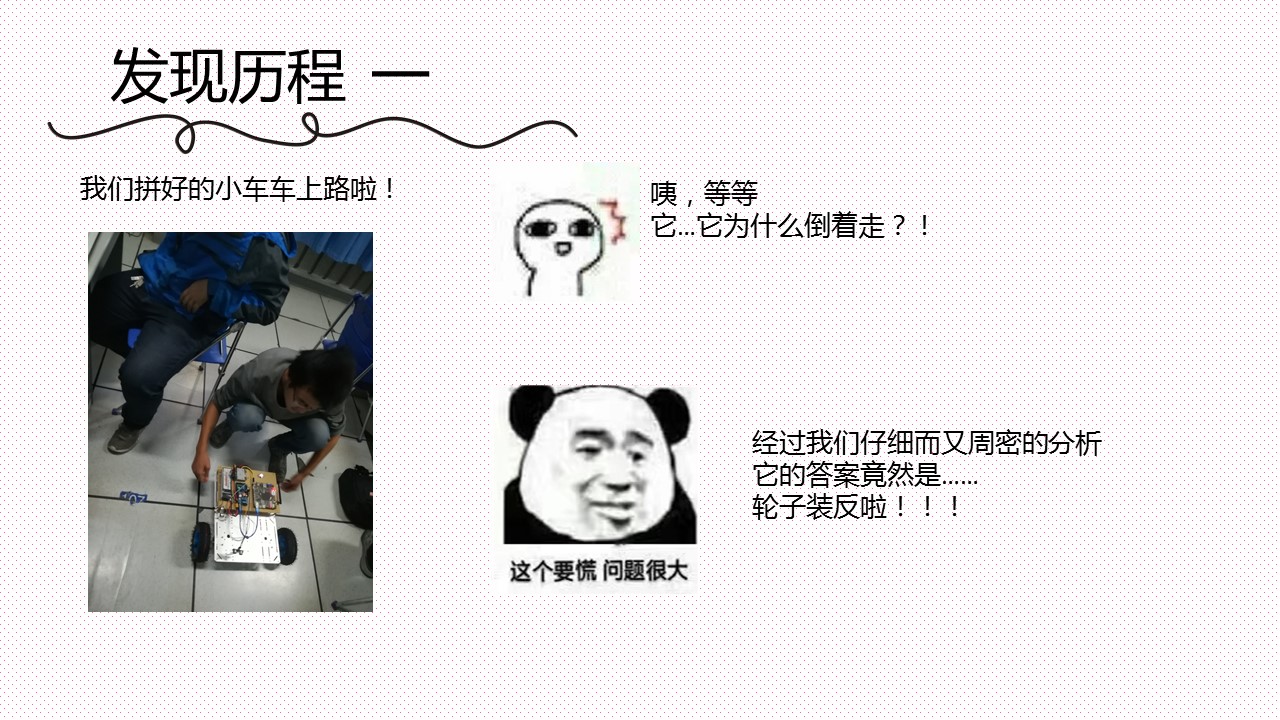 发现历程 一
我们拼好的小车车上路啦！
咦，等等
它...它为什么倒着走？！
经过我们仔细而又周密的分析
它的答案竟然是......
轮子装反啦！！！
这个要慌 问题很大